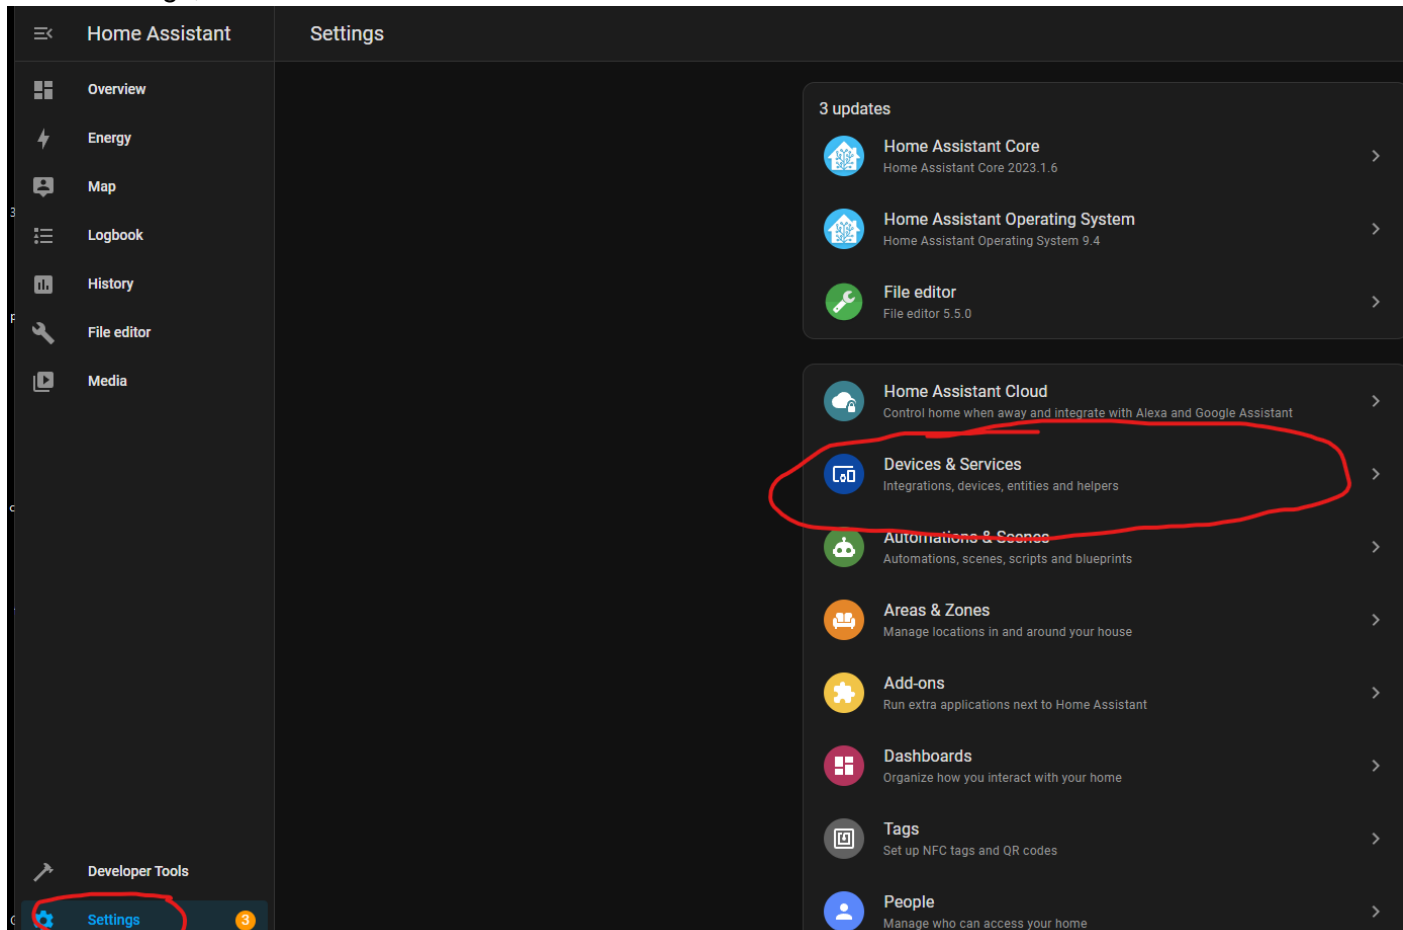 Home Assistant
Settings
Overview
Energy
Map
Logbook
History
File editor
Media
Developer Tools
Settings
3
3 updates
Home Assistant Core
Home Assistant Core 2023.1.6
Home Assistant Operating System
Home Assistant Operating System 9.4
File editor
File editor 5.5.0
Home Assistant Cloud
Control home when away and integrate with Alexa and Google Assistant
Devices & Services
Integrations, devices, entities and helpers
Automations & Scenes
Automations, scenes, scripts and blueprints
Areas & Zones
Manage locations in and around your house
Add-ons
Run extra applications next to Home Assistant
Dashboards
Organize how you interact with your home
Tags
Set up NFC tags and QR codes
People
Manage who can access your home